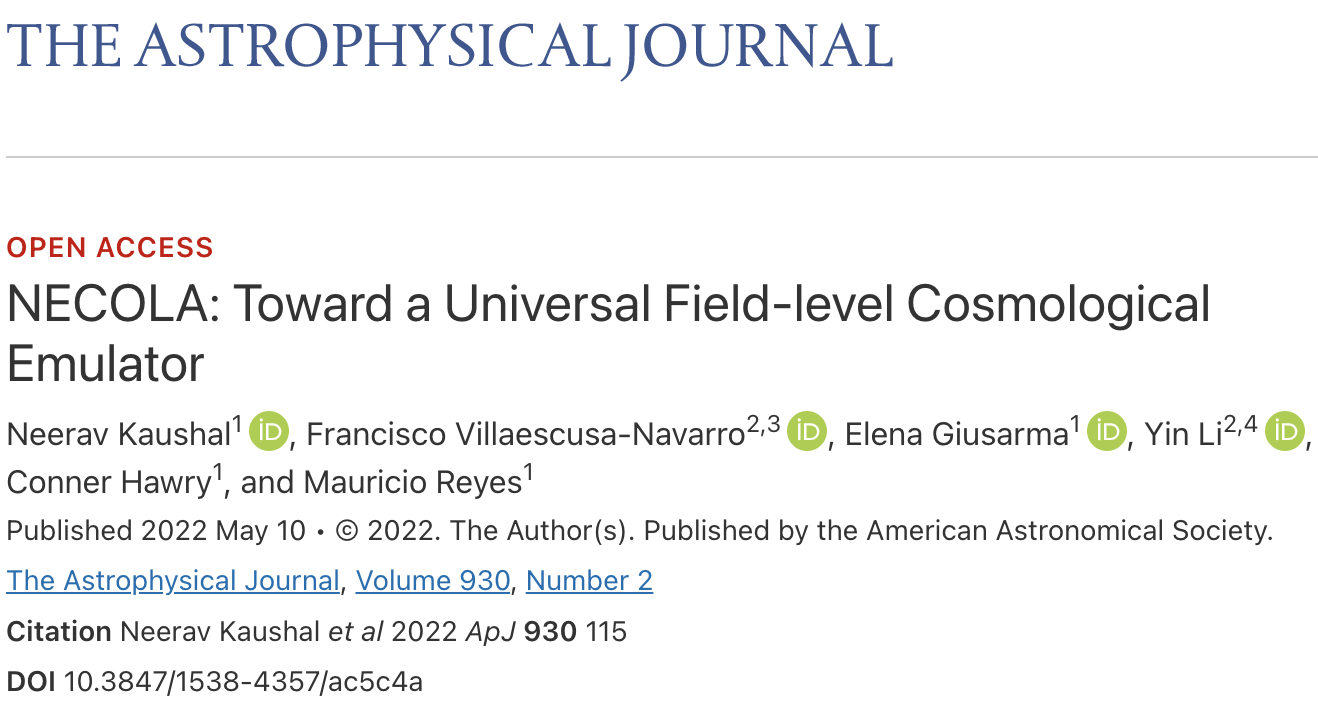 THE ASTROPHYSICAL JOURNAL
OPEN ACCESS
NECOLA: Toward a Universal Field-level Cosmological
Emulator
Neerav Kaushal1 iD, Francisco Villaescusa-Navarro2,3 iD, Elena Giusarma1 iD, Yin Li2,4 iD,
Conner Hawry1, and Mauricio Reyes1
Published 2022 May 10 • © 2022. The Author(s). Published by the American Astronomical Society.
The Astrophysical Journal, Volume 930, Number 2
Citation Neerav Kaushal et al 2022 ApJ 930 115
DOI 10.3847/1538-4357/ac5c4a